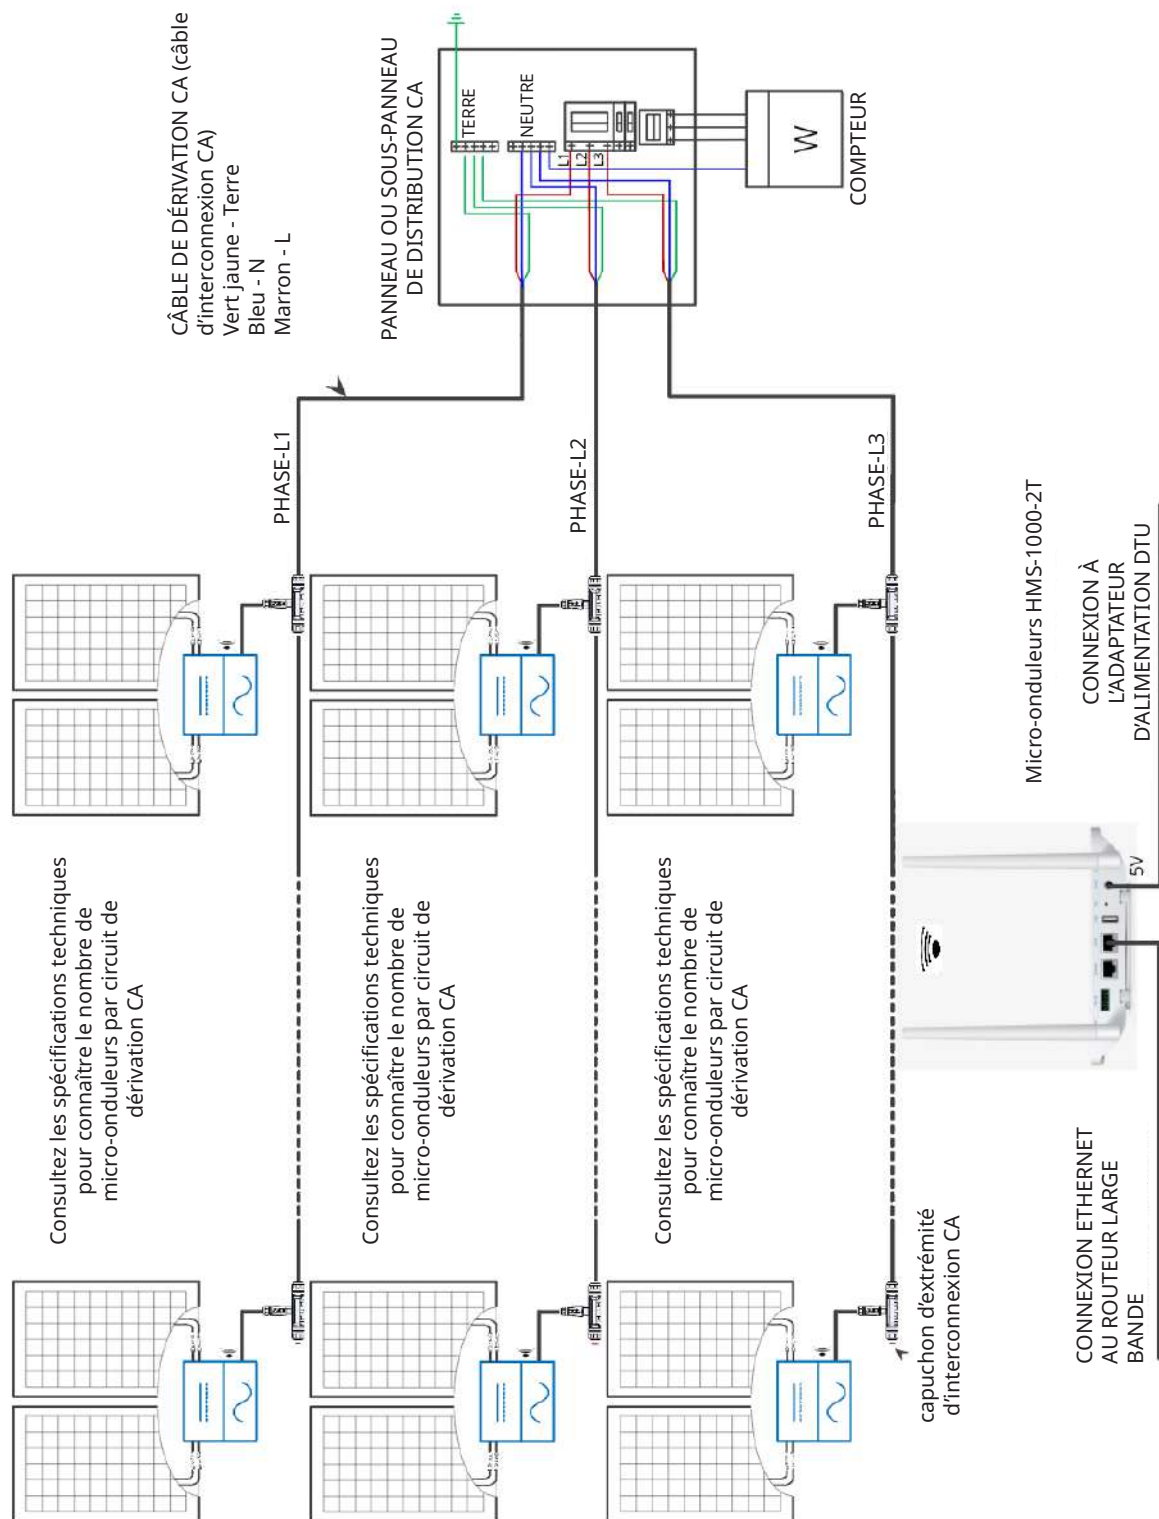 CÂBLE DE DÉRIVATION CA (câble
d'interconnexion CA)
Vert jaune - Terre
Bleu - N
Marron - L
PANNEAU OU SOUS-PANNEAU
DE DISTRIBUTION CA
TERRE
NEUTRE
L1
L2
L3
W
COMPTEUR
PHASE-L1
PHASE-L2
PHASE-L3
Consultez les spécifications techniques
pour connaître le nombre de
micro-onduleurs par circuit de
dérivation CA
Consultez les spécifications techniques
pour connaître le nombre de
micro-onduleurs par circuit de
dérivation CA
Consultez les spécifications techniques
pour connaître le nombre de
micro-onduleurs par circuit de
dérivation CA
capuchon d'extrémité
d'interconnexion CA
Micro-onduleurs HMS-1000-2T
CONNEXION À
L'ADAPTATEUR
D'ALIMENTATION DTU
5V
CONNEXION ETHERNET
AU ROUTEUR LARGE
BANDE